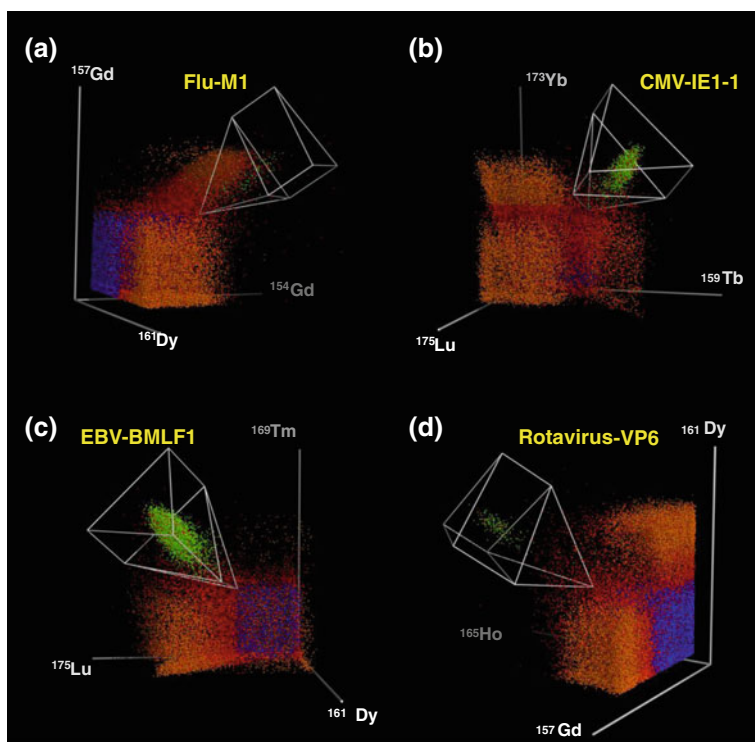 (a)
Flu-M1
¹⁵⁷Gd
¹⁵⁴Gd
¹⁶¹Dy
(b)
CMV-IE1-1
¹⁷³Yb
¹⁵⁹Tb
¹⁷⁵Lu
(c)
EBV-BMLF1
¹⁶⁹Tm
¹⁷⁵Lu
¹⁶¹ Dy
(d)
Rotavirus-VP6
¹⁶¹ Dy
¹⁶⁵Ho
¹⁵⁷Gd